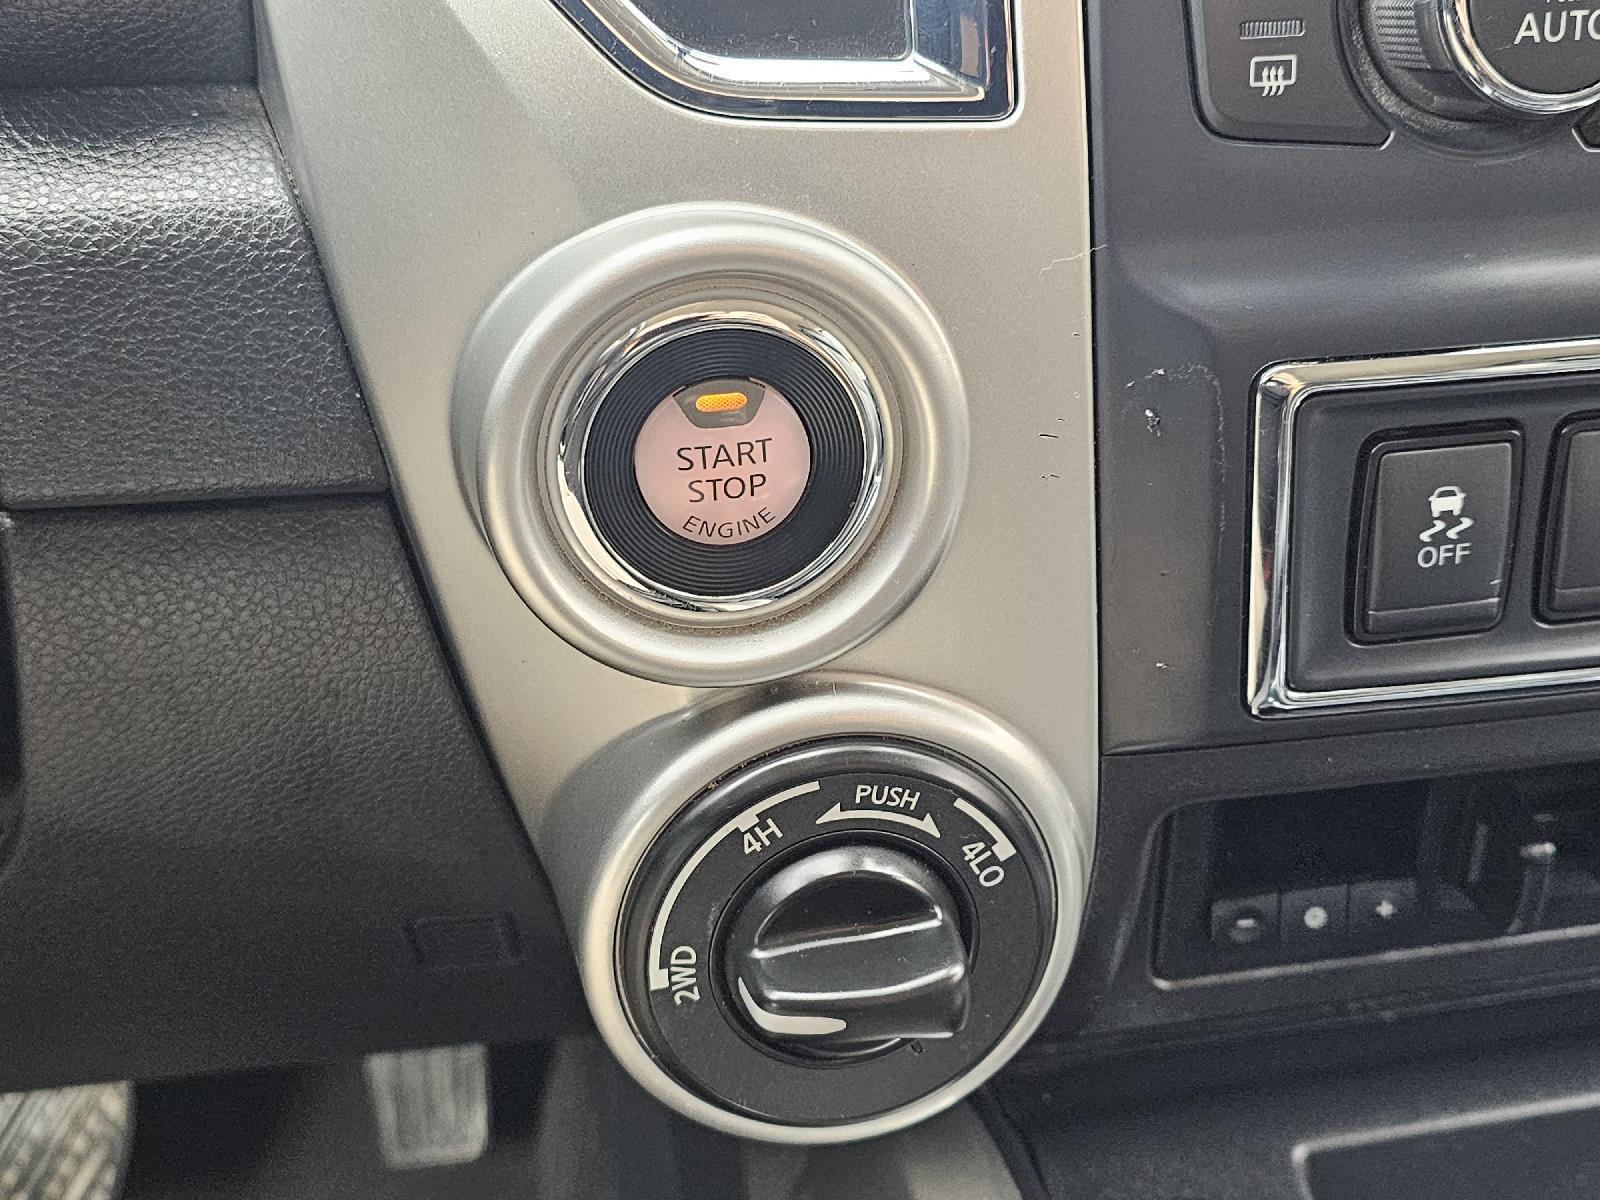 AUTO
START
STOP
ENGINE
OFF
PUSH
4H
4LO
2WD